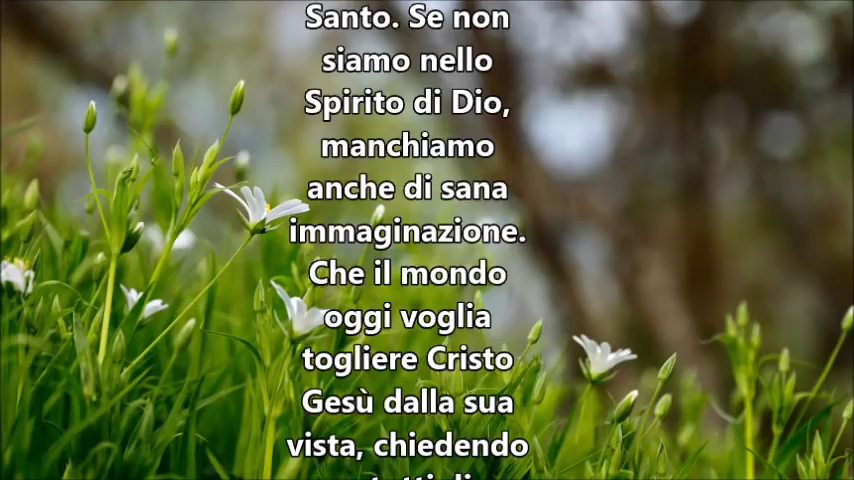 Santo. Se non
siamo nello
Spirito di Dio,
manchiamo
anche di sana
immaginazione.
Che il mondo
oggi voglia
togliere Cristo
Gesù dalla sua
vista, chiedendo